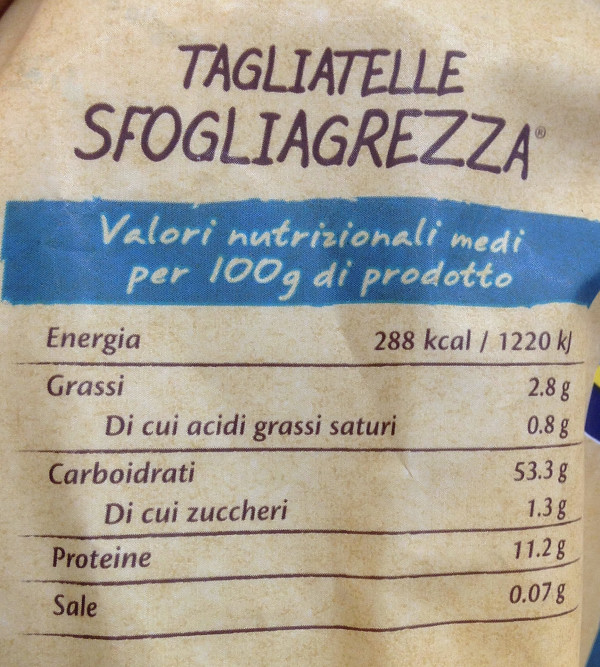 TAGLIATELLE
SFOGLIAGREZZA®
Valori nutrizionali medi
per 100g di prodotto
Energia 288 kcal / 1220 kJ
Grassi 2.8 g
Di cui acidi grassi saturi 0.8 g
Carboidrati 53.3 g
Di cui zuccheri 1.3 g
Proteine 11.2 g
Sale 0.07 g